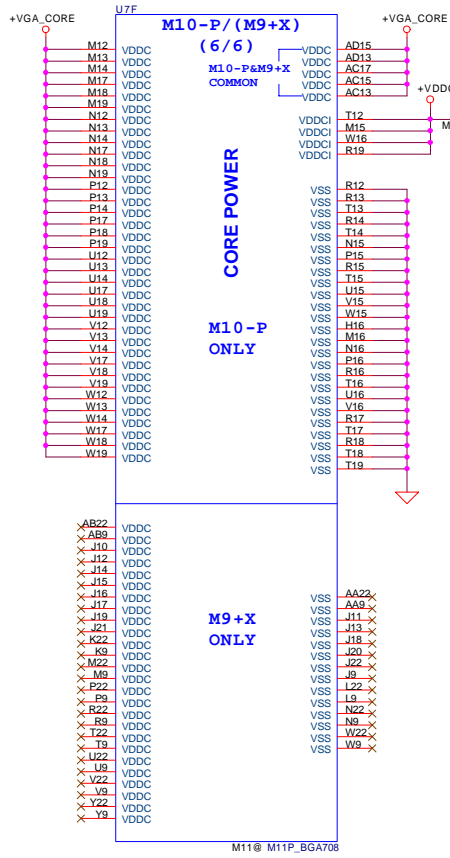 U7F
+VGA_CORE
M10-P/(M9+X)
(6/6)
+VGA_CORE
M10-P&M9+X
COMMON
M12 VDDC
M13 VDDC
M14 VDDC
M17 VDDC
M18 VDDC
M19 VDDC
N12 VDDC
N13 VDDC
N14 VDDC
N17 VDDC
N18 VDDC
N19 VDDC
P12 VDDC
P13 VDDC
P14 VDDC
P17 VDDC
P18 VDDC
P19 VDDC
U12 VDDC
U13 VDDC
U14 VDDC
U17 VDDC
U18 VDDC
U19 VDDC
V12 VDDC
V13 VDDC
V14 VDDC
V17 VDDC
V18 VDDC
V19 VDDC
W12 VDDC
W13 VDDC
W14 VDDC
W17 VDDC
W18 VDDC
W19 VDDC
CORE POWER
M10-P
ONLY
VDDC AD15
VDDC AD13
VDDC AC17
VDDC AC15
VDDC AC13
+VDDC
VDDCI T12
VDDCI M15
VDDCI W16
VDDCI R19
M
VSS R12
VSS R13
VSS T13
VSS R14
VSS T14
VSS N15
VSS P15
VSS R15
VSS T15
VSS U15
VSS V15
VSS W15
VSS H16
VSS M16
VSS N16
VSS P16
VSS R16
VSS T16
VSS U16
VSS V16
VSS R17
VSS T17
VSS R18
VSS T18
VSS T19
AB22 VDDC
AB9 VDDC
J10 VDDC
J12 VDDC
J14 VDDC
J15 VDDC
J16 VDDC
J17 VDDC
J19 VDDC
J21 VDDC
K22 VDDC
K9 VDDC
M22 VDDC
M9 VDDC
P22 VDDC
P9 VDDC
R22 VDDC
R9 VDDC
T22 VDDC
T9 VDDC
U22 VDDC
U9 VDDC
V22 VDDC
V9 VDDC
Y22 VDDC
Y9 VDDC
M9+X
ONLY
VSS AA22
VSS AA9
VSS J11
VSS J13
VSS J18
VSS J20
VSS J22
VSS J9
VSS L22
VSS L9
VSS N22
VSS N9
VSS W22
VSS W9
M11@ M11P_BGA708